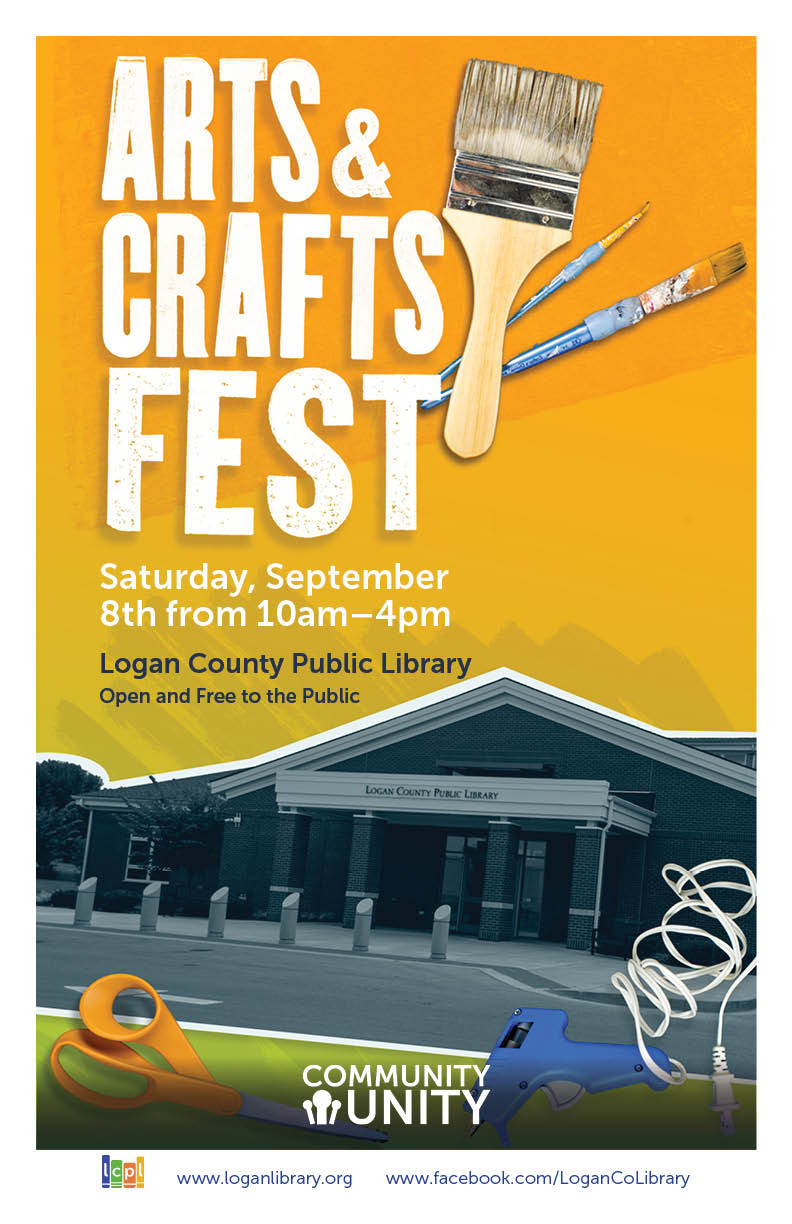 ARTS &
CRAFTS
FEST
Saturday, September
8th from 10am–4pm
Logan County Public Library
Open and Free to the Public
LOGAN COUNTY PUBLIC LIBRARY
COMMUNITY
UNITY
lcpl
www.loganlibrary.org
www.facebook.com/LoganCoLibrary